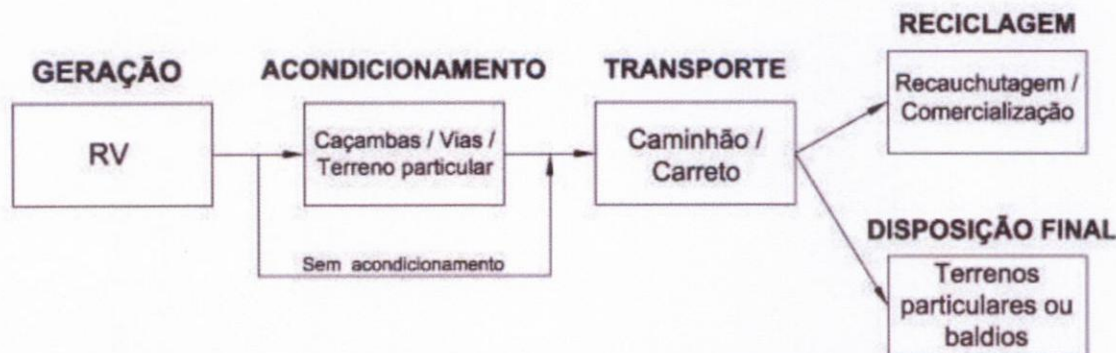 GERAÇÃO
RV
ACONDICIONAMENTO
Caçambas / Vias /
Terreno particular
Sem acondicionamento
TRANSPORTE
Caminhão /
Carreto
RECICLAGEM
Recauchutagem /
Comercialização
DISPOSIÇÃO FINAL
Terrenos
particulares ou
baldios